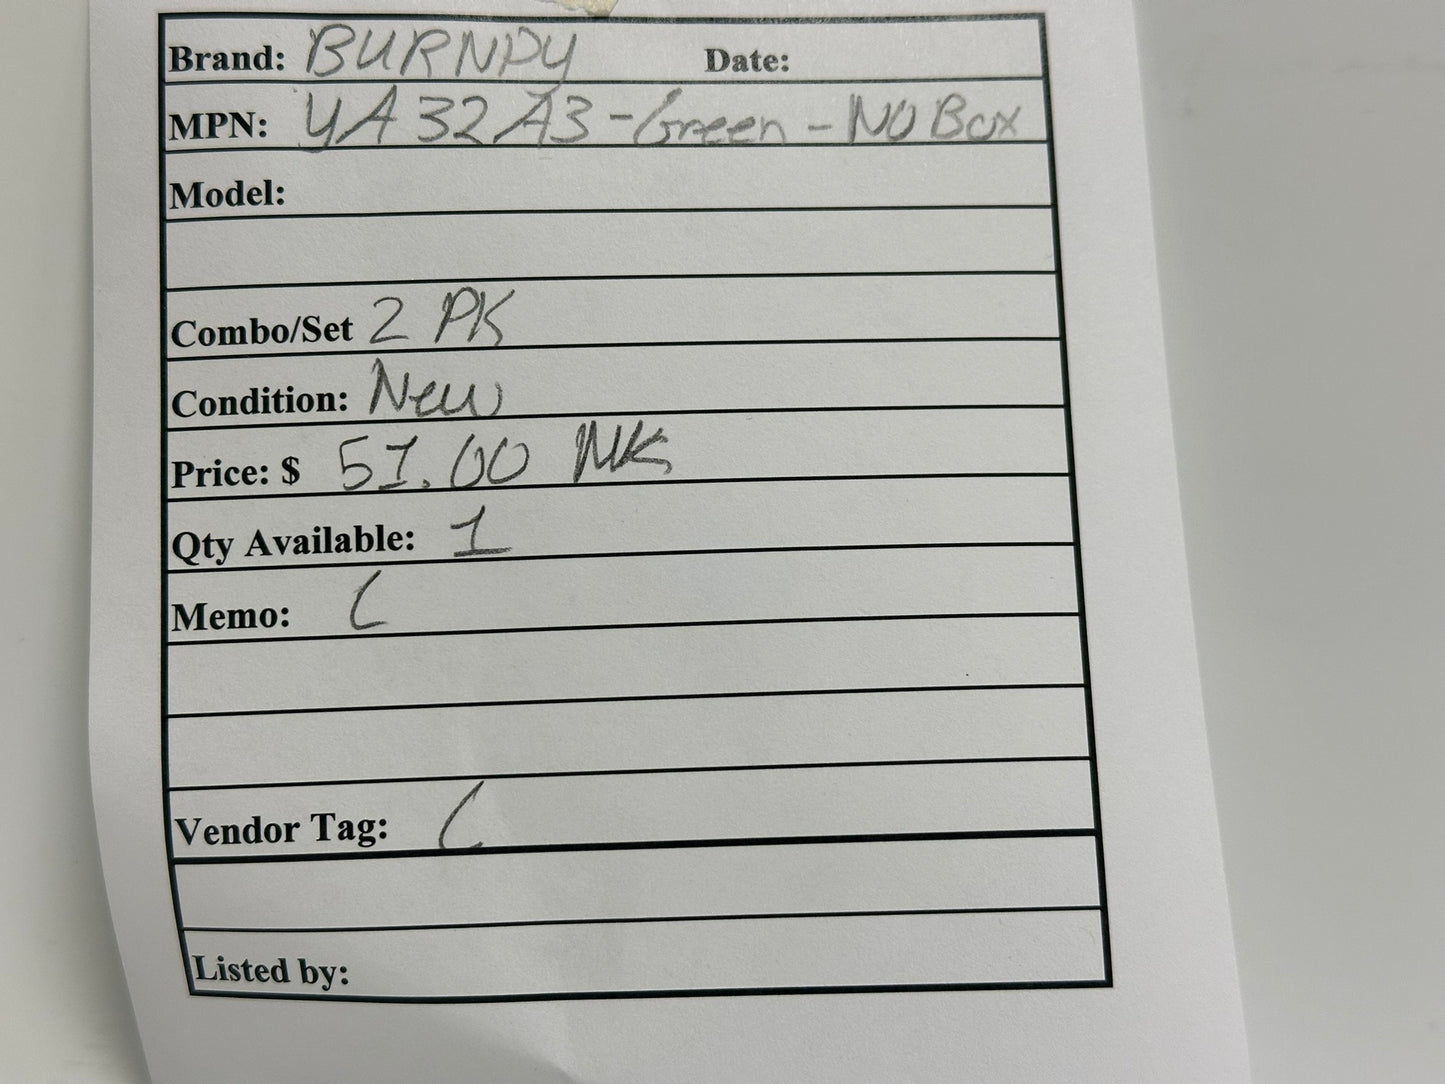 Brand: BURNDY Date:
MPN: YA32A3-Green-NO Box
Model:
Combo/Set 2 PK
Condition: New
Price: $ 51.00 MK
Qty Available: 1
Memo: C
Vendor Tag: C
Listed by: